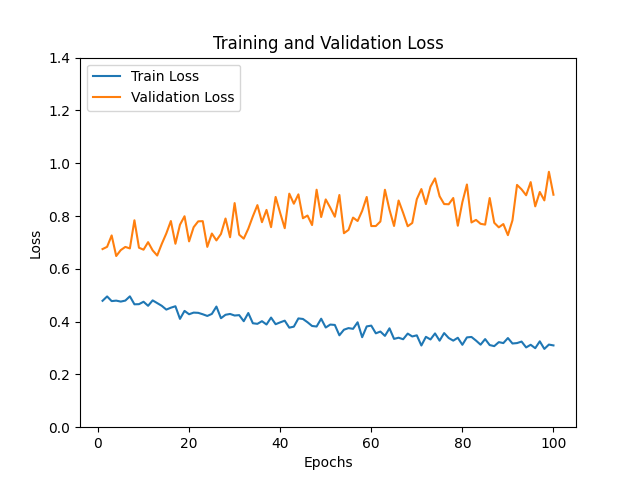 Training and Validation Loss
Train Loss
Validation Loss
Loss
1.4
1.2
1.0
0.8
0.6
0.4
0.2
0.0
0 20 40 60 80 100
Epochs